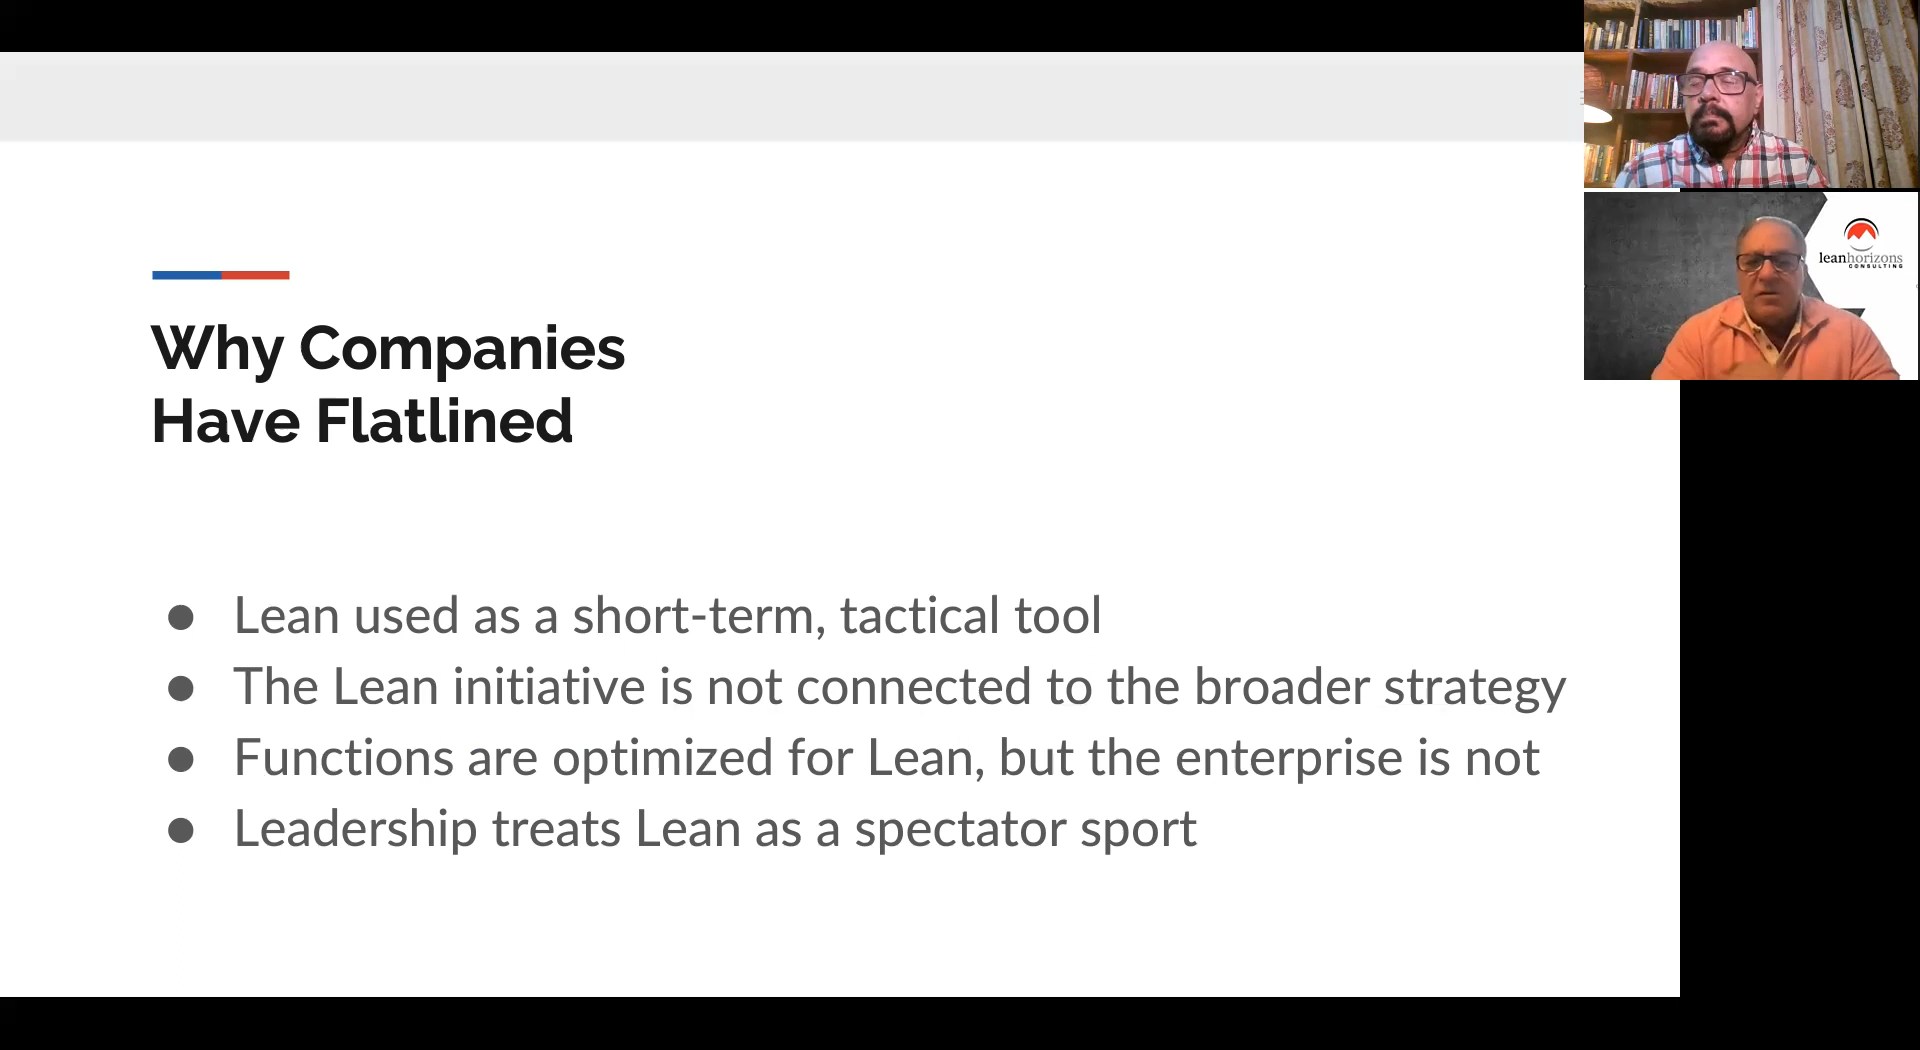 Why Companies
Have Flatlined
● Lean used as a short-term, tactical tool
● The Lean initiative is not connected to the broader strategy
● Functions are optimized for Lean, but the enterprise is not
● Leadership treats Lean as a spectator sport
leanhorizons
CONSULTING